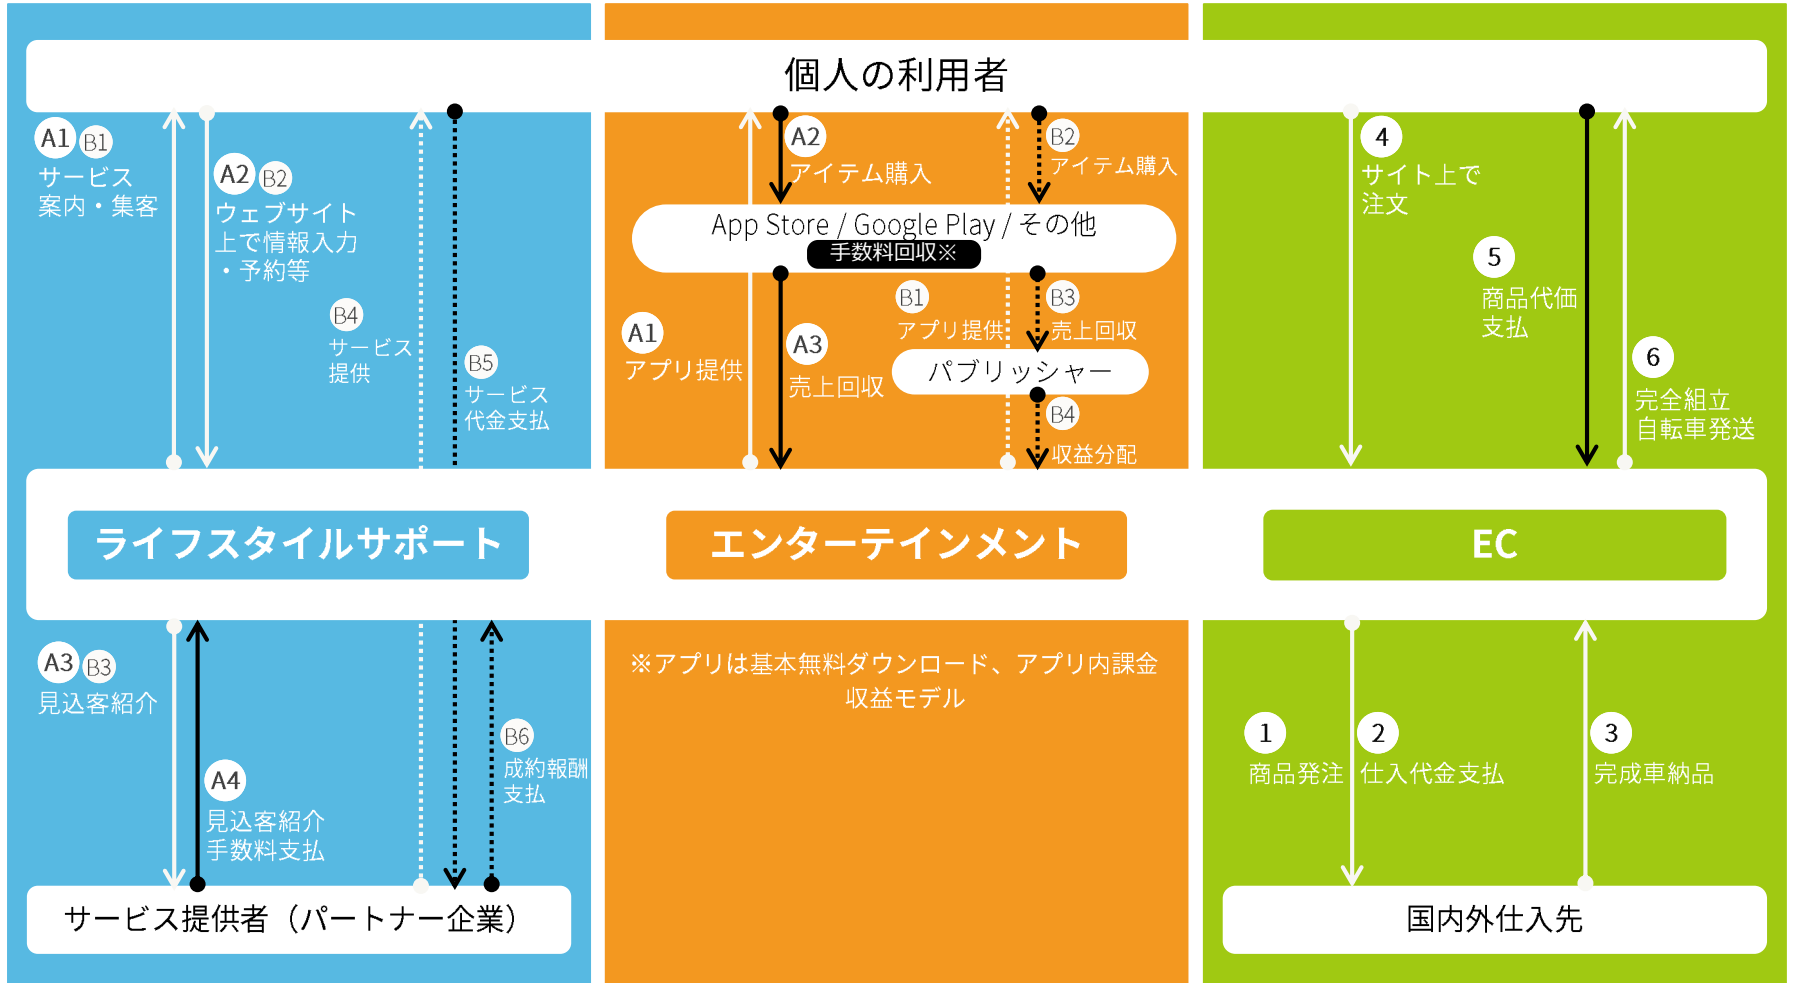 個人の利用者
A1 B1
サービス
案内・集客
A2 B2
ウェブサイト
上で情報入力
・予約等
B4
サービス
提供
B5
サービス
代金支払
A2
アイテム購入
B2
アイテム購入
App Store / Google Play / その他
手数料回収※
A1
アプリ提供
A3
売上回収
B1
アプリ提供
B3
売上回収
パブリッシャー
B4
収益分配
4
サイト上で
注文
5
商品代価
支払
6
完全組立
自転車発送
ライフスタイルサポート
エンターテインメント
EC
A3 B3
見込客紹介
A4
見込客紹介
手数料支払
B6
成約報酬
支払
サービス提供者（パートナー企業）
※アプリは基本無料ダウンロード、アプリ内課金
収益モデル
1
商品発注
2
仕入代金支払
3
完成車納品
国内外仕入先